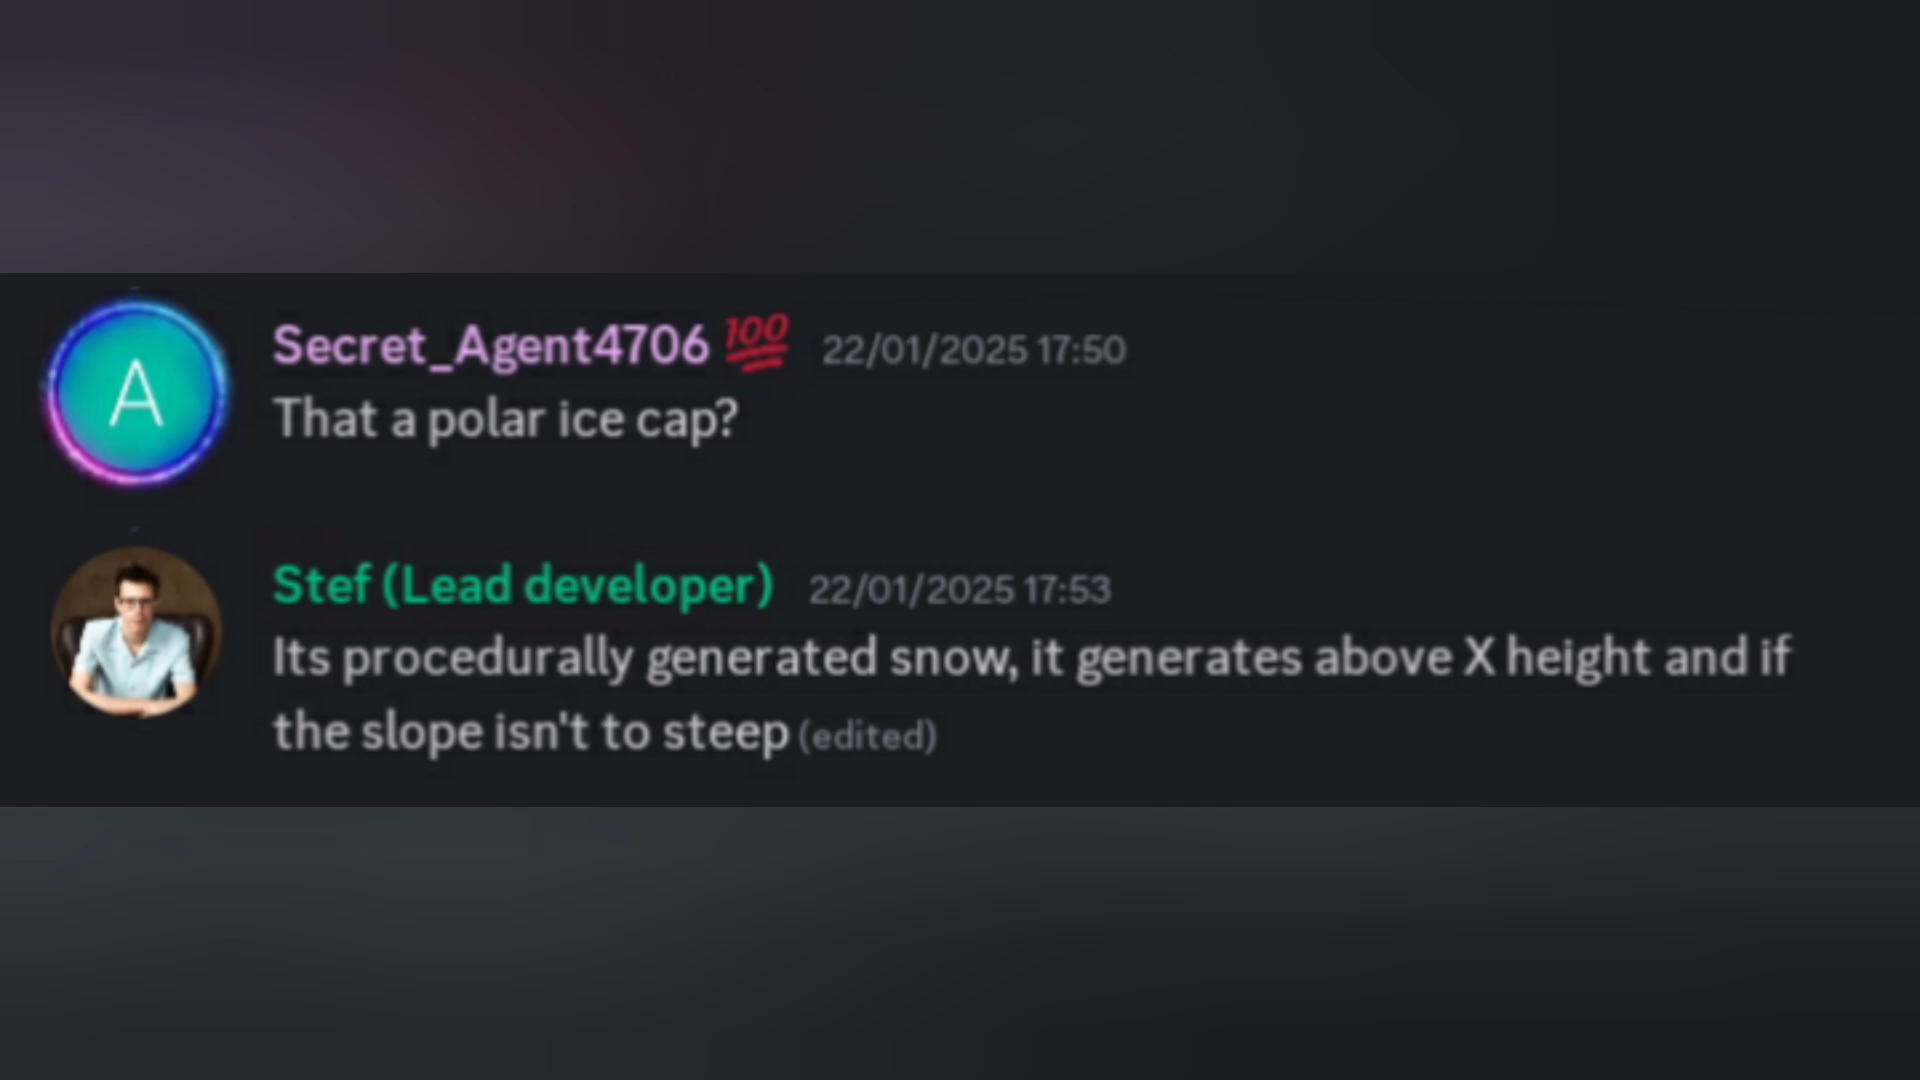 A
Secret_Agent4706 💯 22/01/2025 17:50
That a polar ice cap?
Stef (Lead developer) 22/01/2025 17:53
Its procedurally generated snow, it generates above X height and if
the slope isn't to steep (edited)